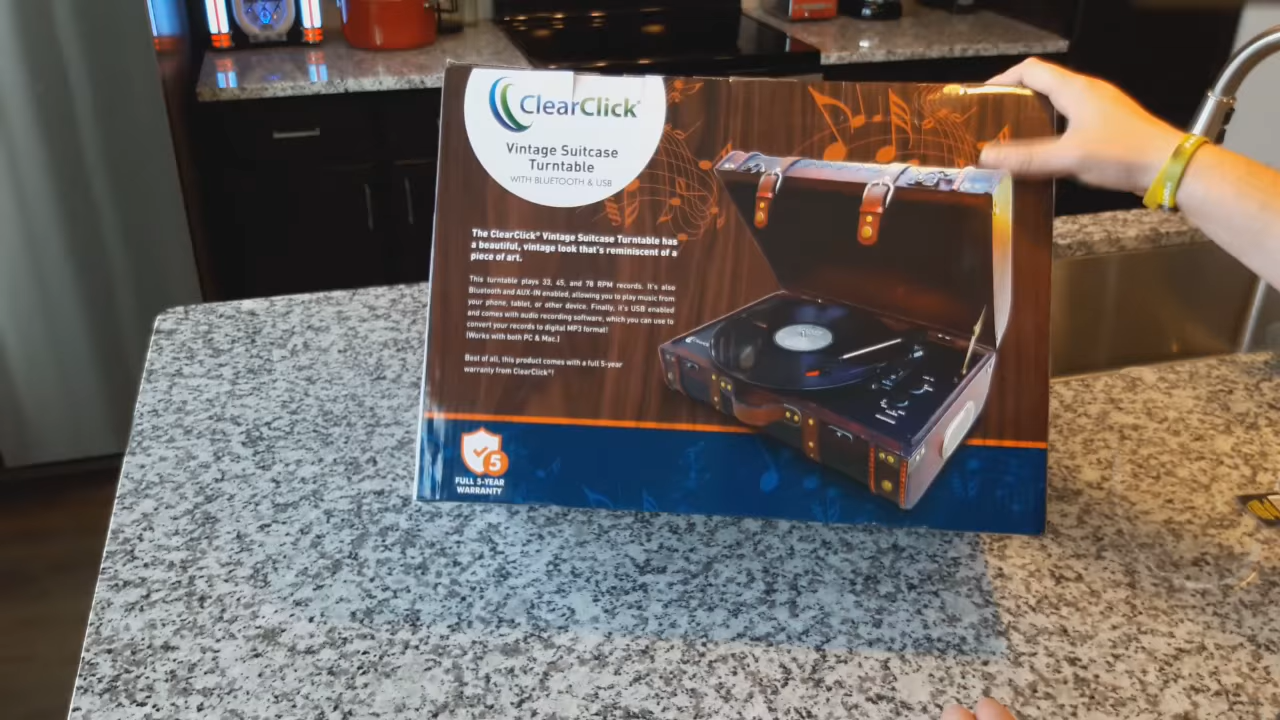 ClearClick®
Vintage Suitcase
Turntable
WITH BLUETOOTH & USB
The ClearClick® Vintage Suitcase Turntable has
a beautiful, vintage look that's reminiscent of a
piece of art.
This turntable plays 33, 45, and 78 RPM records. It's also
Bluetooth and AUX-IN enabled, allowing you to play music from
your phone, tablet, or other device. Finally, it's USB enabled
and comes with audio recording software, which you can use to
convert your records to digital MP3 format!
(Works with both PC & Mac.)
Best of all, this product comes with a full 5-year
warranty from ClearClick®!
5
FULL 5-YEAR
WARRANTY